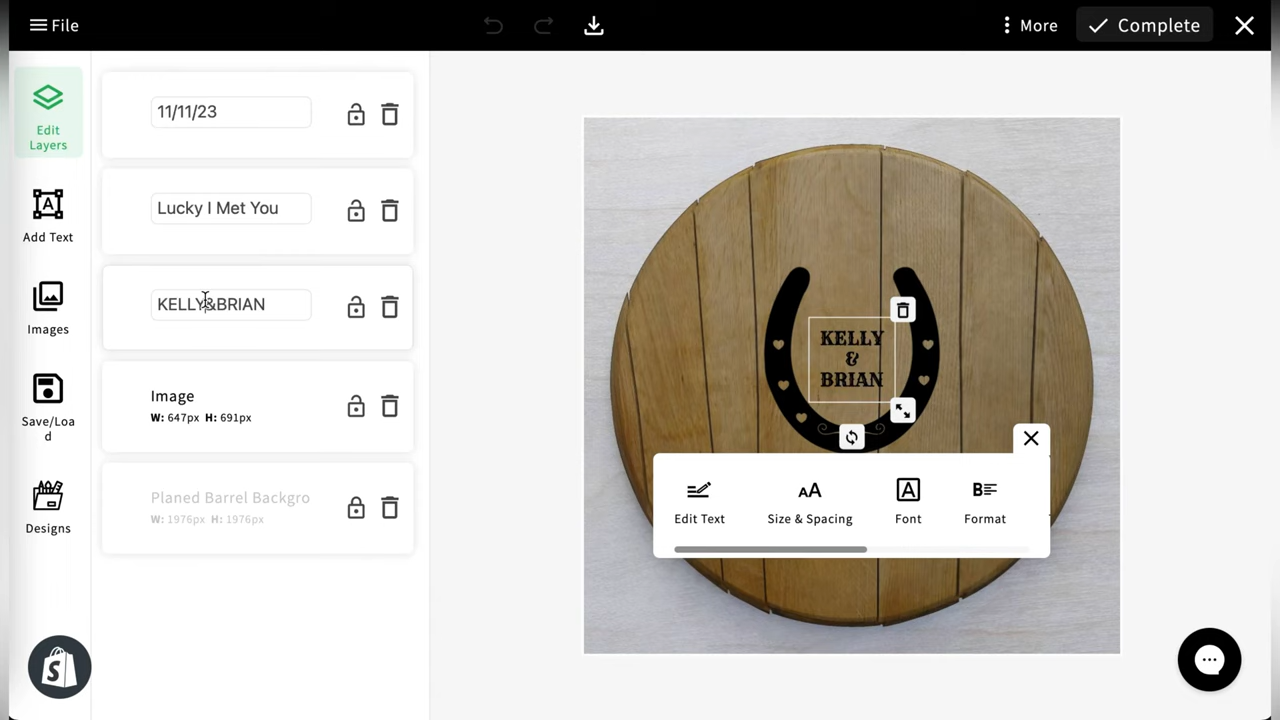 File
More
Complete
Edit
Layers
Add Text
Images
Save/Loa
d
Designs
11/11/23
Lucky I Met You
KELLY&BRIAN
Image
W: 647px H: 691px
Planed Barrel Backgro
W: 1976px H: 1976px
KELLY
&
BRIAN
Edit Text
AA
Size & Spacing
A
Font
B
Format
S